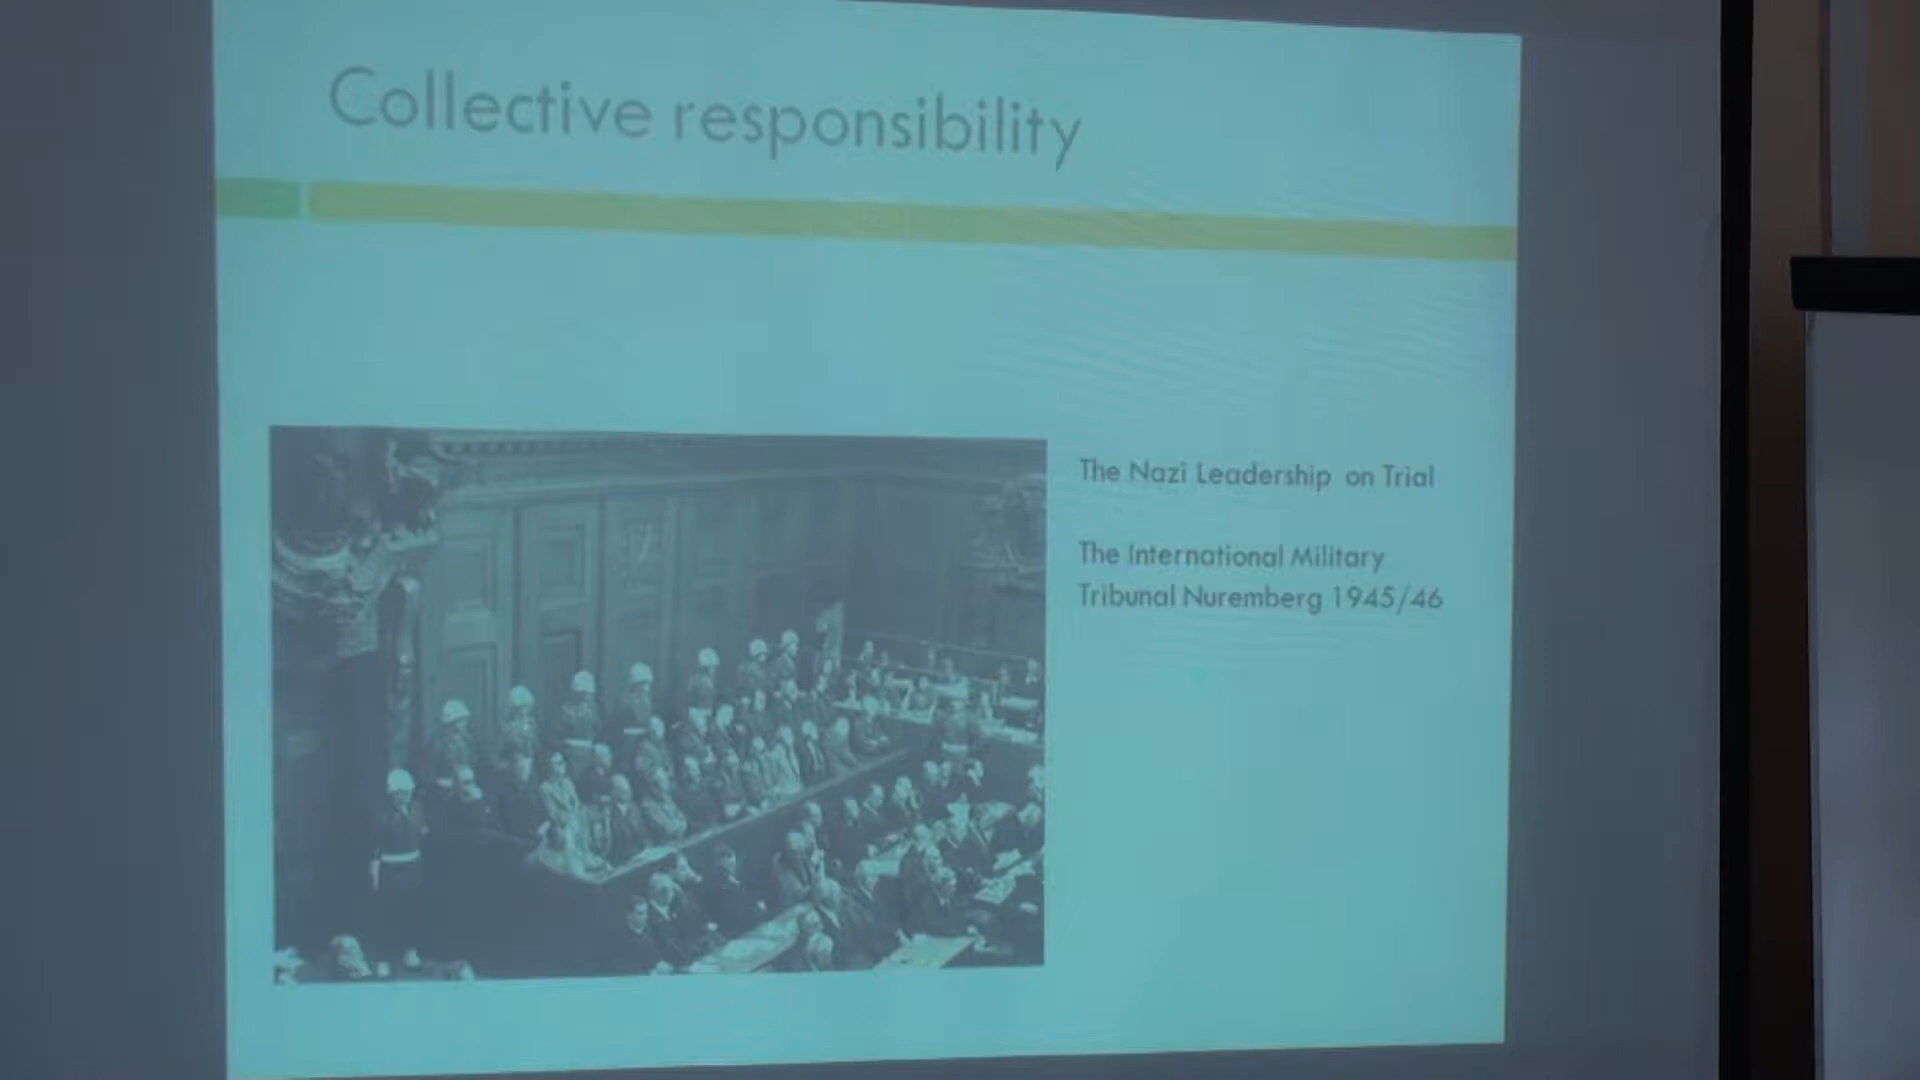 Collective responsibility
The Nazi Leadership on Trial
The International Military
Tribunal Nuremberg 1945/46